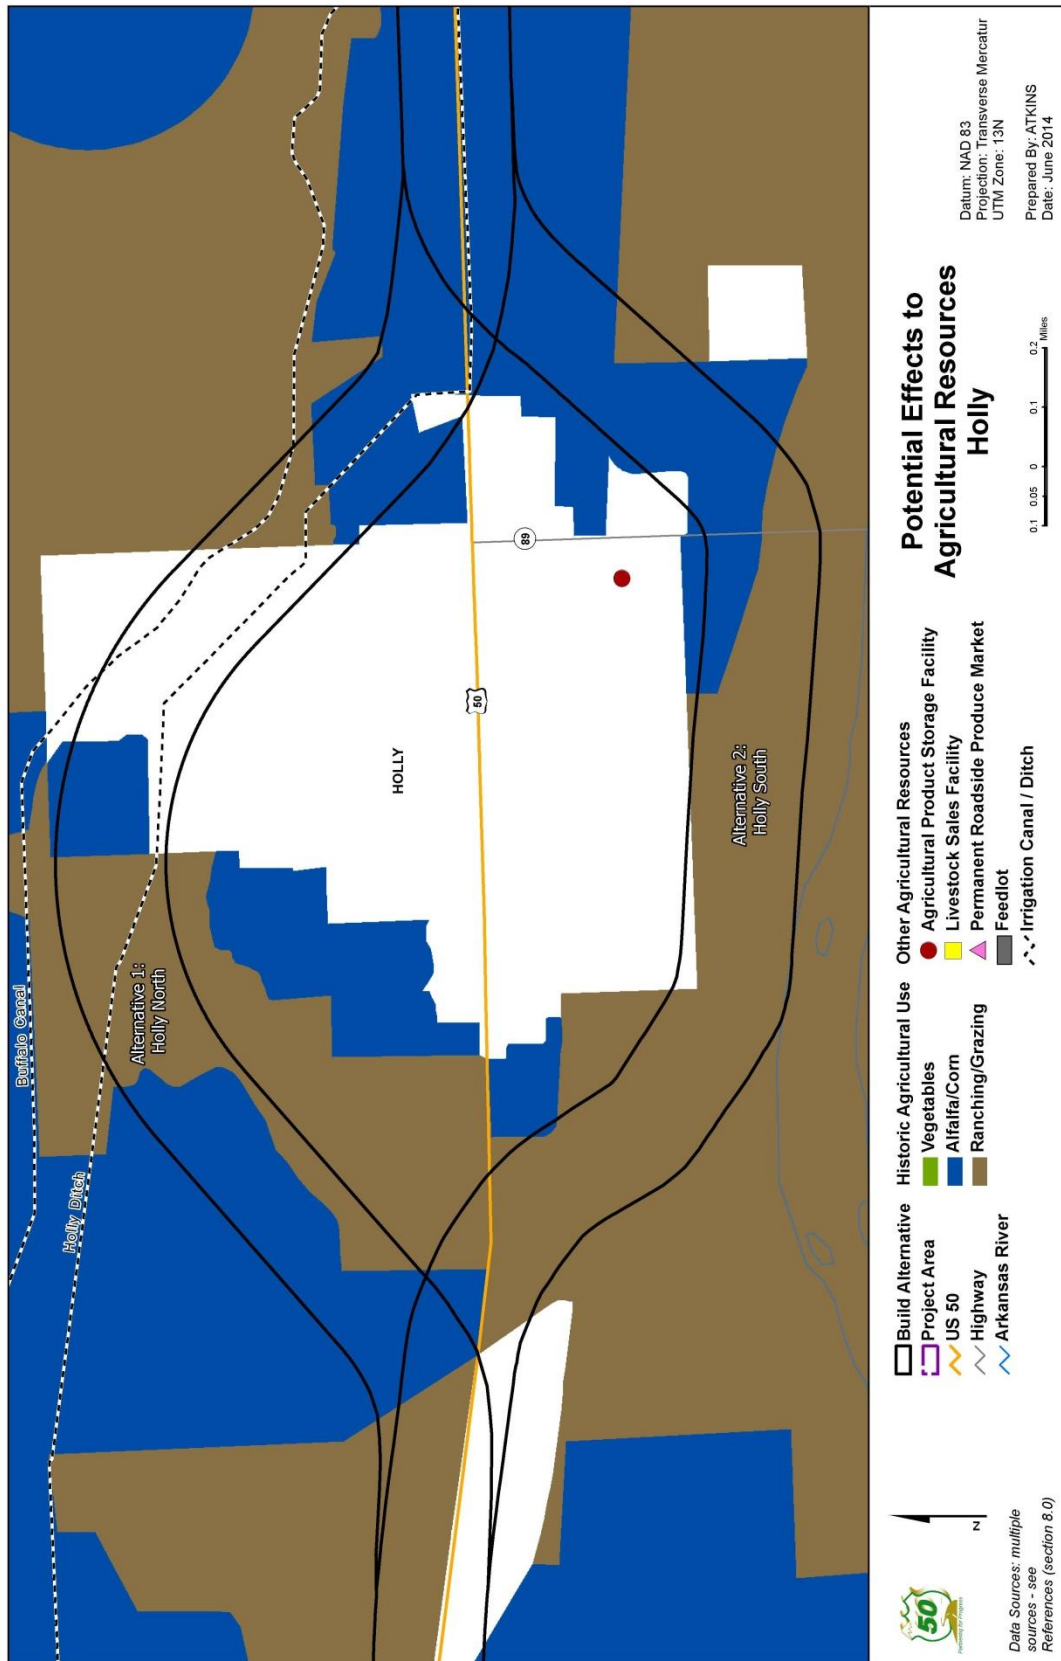 Buffalo Canal
Holly Ditch
Alternative 1:
Holly North
HOLLY
50
89
Alternative 2:
Holly South
50
Partnering for Progress
Data Sources: multiple
sources - see
References (section 8.0)
N
Build Alternative
Project Area
US 50
Highway
Arkansas River
Historic Agricultural Use
Vegetables
Alfalfa/Corn
Ranching/Grazing
Other Agricultural Resources
Agricultural Product Storage Facility
Livestock Sales Facility
Permanent Roadside Produce Market
Feedlot
Irrigation Canal / Ditch
Potential Effects to
Agricultural Resources
Holly
0.1 0.05 0 0.1 0.2
Miles
Datum: NAD 83
Projection: Transverse Mercatur
UTM Zone: 13N
Prepared By: ATKINS
Date: June 2014